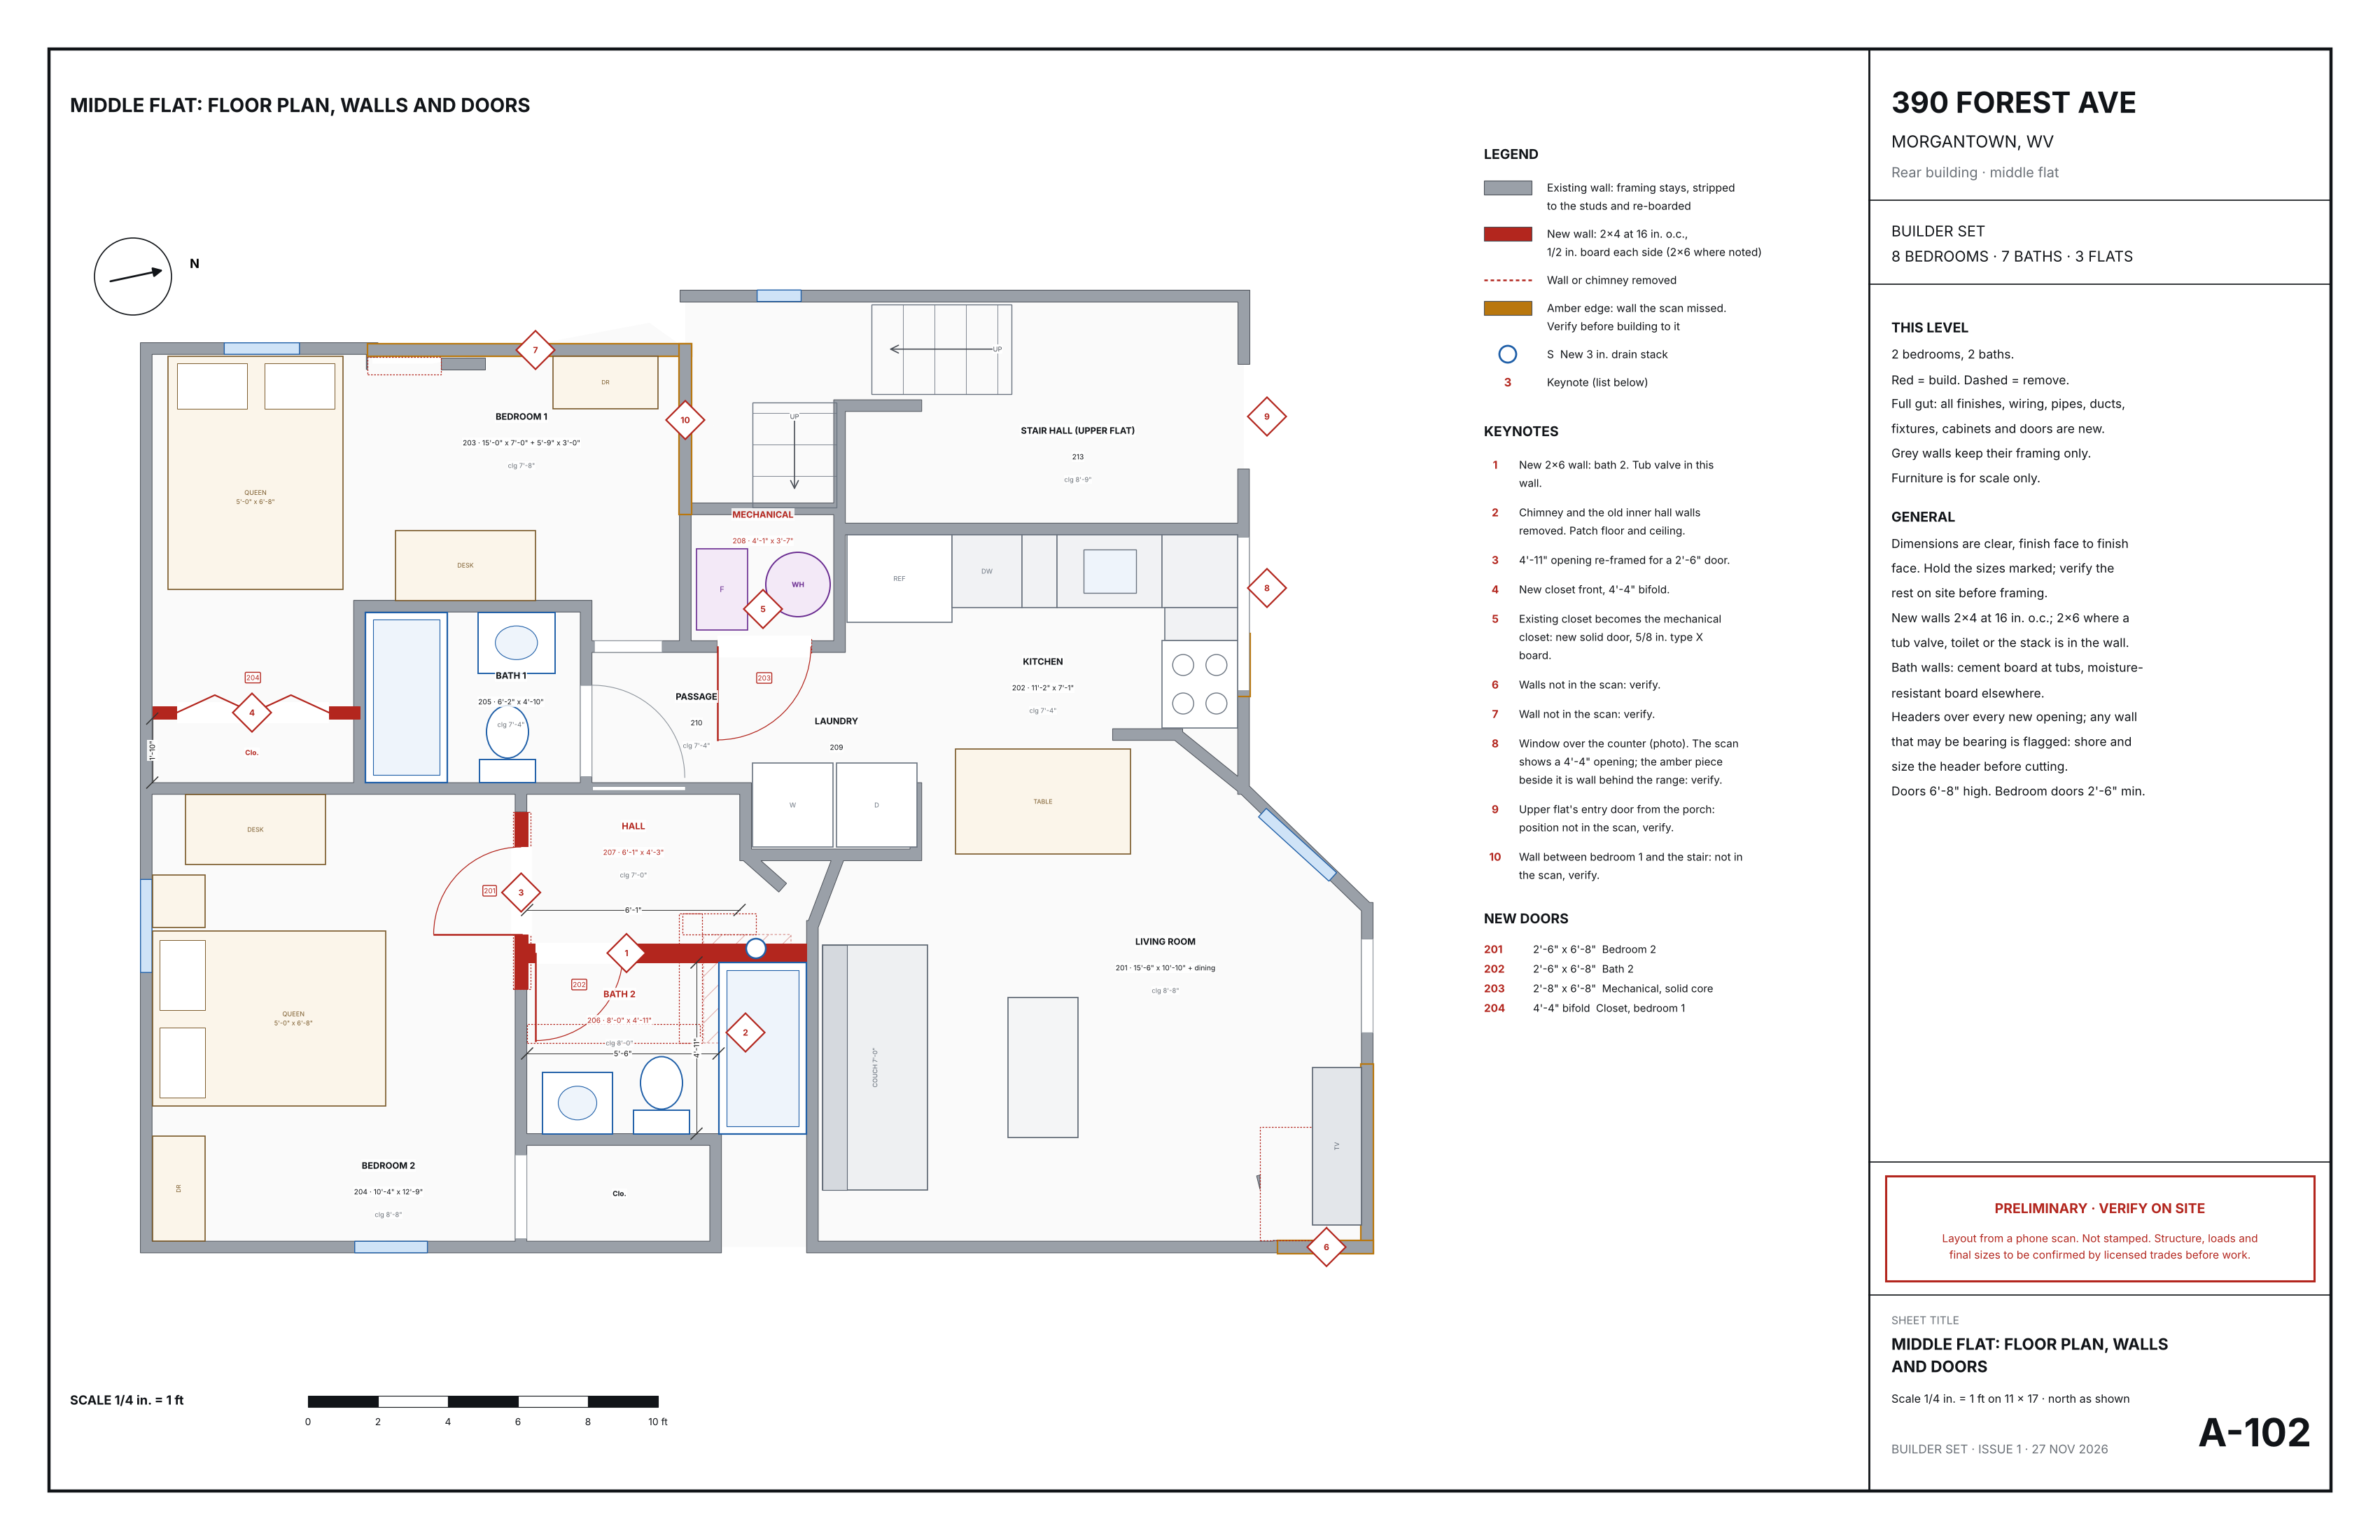 MIDDLE FLAT: FLOOR PLAN, WALLS AND DOORS
N
7
DR
BEDROOM 1
203 · 15'-0" x 7'-0" + 5'-9" x 3'-0"
clg 7'-8"
10
UP
UP
STAIR HALL (UPPER FLAT)
213
clg 8'-9"
9
QUEEN
5'-0" x 6'-8"
DESK
MECHANICAL
208 · 4'-1" x 3'-7"
F
WH
5
REF
DW
8
204
4
Clo.
1'-10"
BATH 1
205 · 6'-2" x 4'-10"
clg 7'-4"
PASSAGE
210
clg 7'-4"
203
LAUNDRY
209
KITCHEN
202 · 11'-2" x 7'-1"
clg 7'-4"
W
D
TABLE
DESK
HALL
207 · 6'-1" x 4'-3"
clg 7'-0"
201
3
6'-1"
1
202
BATH 2
206 · 8'-0" x 4'-11"
clg 8'-0"
5'-6"
4'-11"
2
LIVING ROOM
201 · 15'-6" x 10'-10" + dining
clg 8'-8"
QUEEN
5'-0" x 6'-8"
COUCH 7'-0"
TV
DR
BEDROOM 2
204 · 10'-4" x 12'-9"
clg 8'-8"
Clo.
6
SCALE 1/4 in. = 1 ft
0 2 4 6 8 10 ft
LEGEND
Existing wall: framing stays, stripped
to the studs and re-boarded
New wall: 2×4 at 16 in. o.c.,
1/2 in. board each side (2×6 where noted)
Wall or chimney removed
Amber edge: wall the scan missed.
Verify before building to it
S New 3 in. drain stack
3 Keynote (list below)
KEYNOTES
1 New 2×6 wall: bath 2. Tub valve in this
wall.
2 Chimney and the old inner hall walls
removed. Patch floor and ceiling.
3 4'-11" opening re-framed for a 2'-6" door.
4 New closet front, 4'-4" bifold.
5 Existing closet becomes the mechanical
closet: new solid door, 5/8 in. type X
board.
6 Walls not in the scan: verify.
7 Wall not in the scan: verify.
8 Window over the counter (photo). The scan
shows a 4'-4" opening; the amber piece
beside it is wall behind the range: verify.
9 Upper flat's entry door from the porch:
position not in the scan, verify.
10 Wall between bedroom 1 and the stair: not in
the scan, verify.
NEW DOORS
201 2'-6" x 6'-8" Bedroom 2
202 2'-6" x 6'-8" Bath 2
203 2'-8" x 6'-8" Mechanical, solid core
204 4'-4" bifold Closet, bedroom 1
390 FOREST AVE
MORGANTOWN, WV
Rear building · middle flat
BUILDER SET
8 BEDROOMS · 7 BATHS · 3 FLATS
THIS LEVEL
2 bedrooms, 2 baths.
Red = build. Dashed = remove.
Full gut: all finishes, wiring, pipes, ducts,
fixtures, cabinets and doors are new.
Grey walls keep their framing only.
Furniture is for scale only.
GENERAL
Dimensions are clear, finish face to finish
face. Hold the sizes marked; verify the
rest on site before framing.
New walls 2×4 at 16 in. o.c.; 2×6 where a
tub valve, toilet or the stack is in the wall.
Bath walls: cement board at tubs, moisture-
resistant board elsewhere.
Headers over every new opening; any wall
that may be bearing is flagged: shore and
size the header before cutting.
Doors 6'-8" high. Bedroom doors 2'-6" min.
PRELIMINARY · VERIFY ON SITE
Layout from a phone scan. Not stamped. Structure, loads and
final sizes to be confirmed by licensed trades before work.
SHEET TITLE
MIDDLE FLAT: FLOOR PLAN, WALLS
AND DOORS
Scale 1/4 in. = 1 ft on 11 × 17 · north as shown
BUILDER SET · ISSUE 1 · 27 NOV 2026
A-102